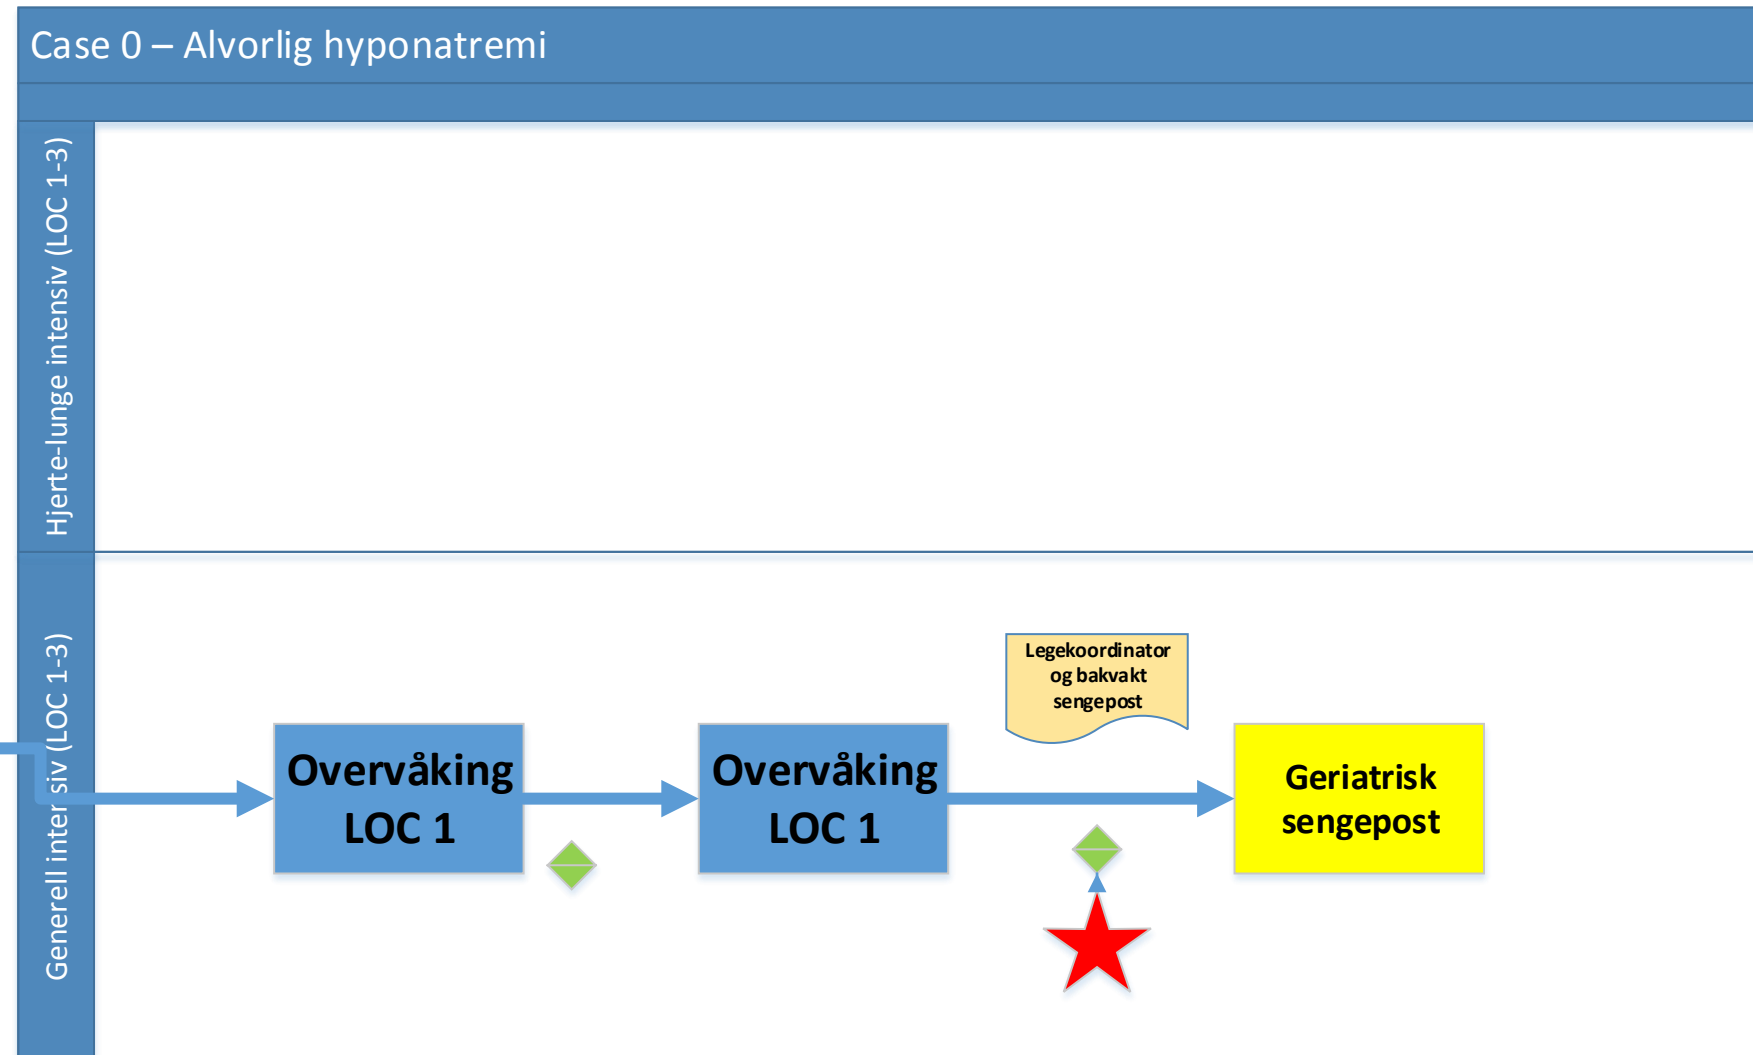 Case 0 – Alvorlig hyponatremi
Hjerte-lunge intensiv (LOC 1-3)
Generell intensiv (LOC 1-3)
Overvåking
LOC 1
Overvåking
LOC 1
Legekoordinator
og bakvakt
sengepost
Geriatrisk
sengepost